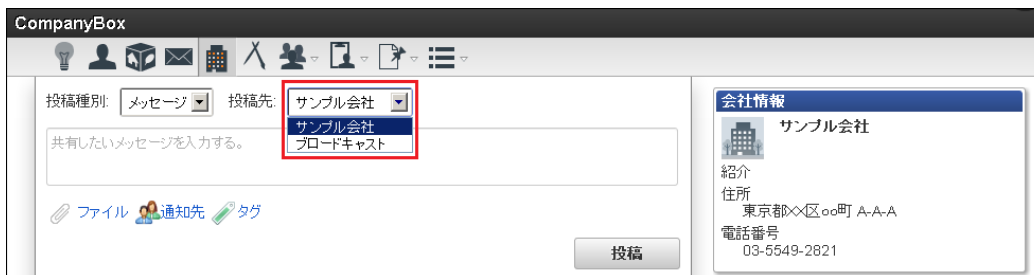 CompanyBox
投稿種別: メッセージ 投稿先: サンプル会社
サンプル会社
ブロードキャスト
共有したいメッセージを入力する。
ファイル 通知先 タグ
投稿
会社情報
サンプル会社
紹介
住所
東京都××区oo町 A-A-A
電話番号
03-5549-2821